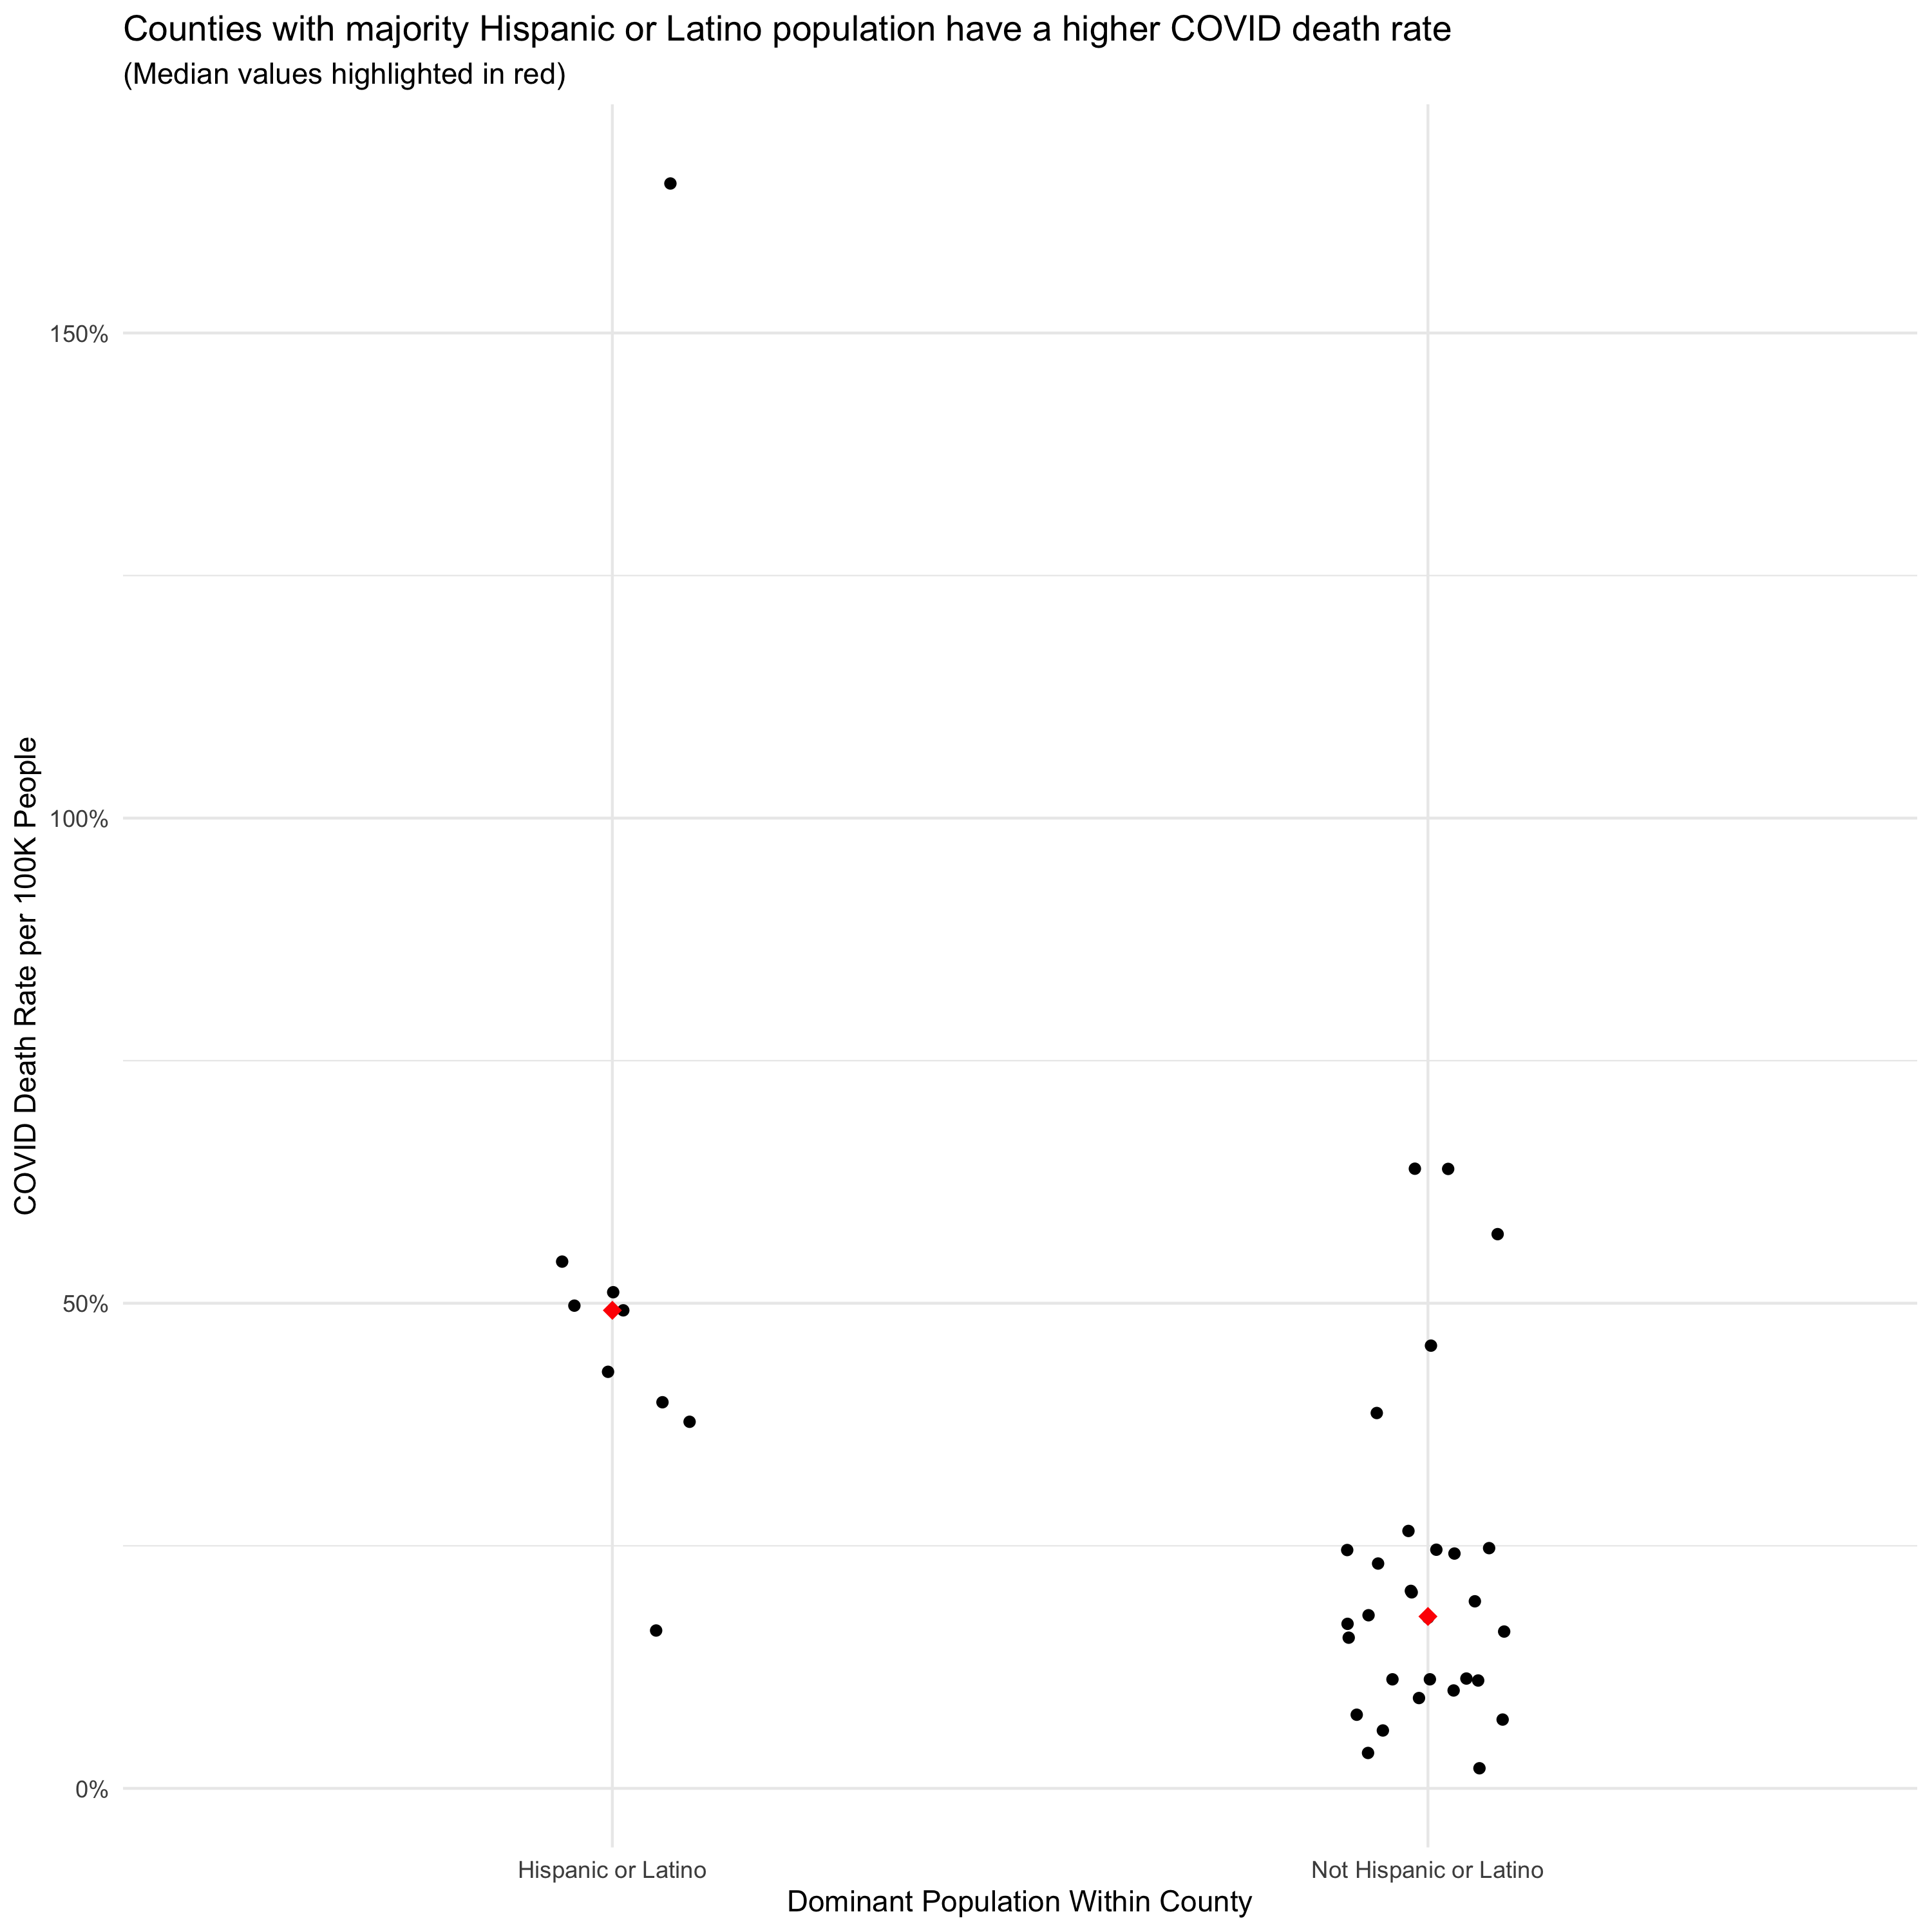 Counties with majority Hispanic or Latino population have a higher COVID death rate
(Median values highlighted in red)
COVID Death Rate per 100K People
150%
100%
50%
0%
Hispanic or Latino
Not Hispanic or Latino
Dominant Population Within County